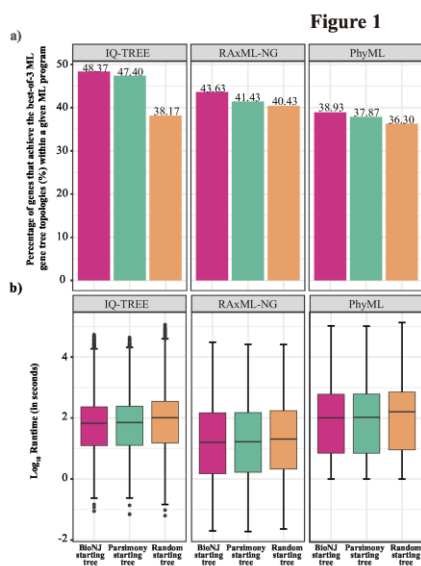 Figure 1
a)
Percentage of genes that achieve the best-of-3 ML
gene tree topologies (%) within a given ML program
IQ-TREE
RAxML-NG
PhyML
50
40
30
20
10
0
48.37
47.40
38.17
43.63
41.43
40.43
38.93
37.87
36.30
b)
Log10 Runtime (in seconds)
IQ-TREE
RAxML-NG
PhyML
4
2
0
-2
BioNJ Parsimony Random
starting starting starting
tree tree tree
BioNJ Parsimony Random
starting starting starting
tree tree tree
BioNJ Parsimony Random
starting starting starting
tree tree tree